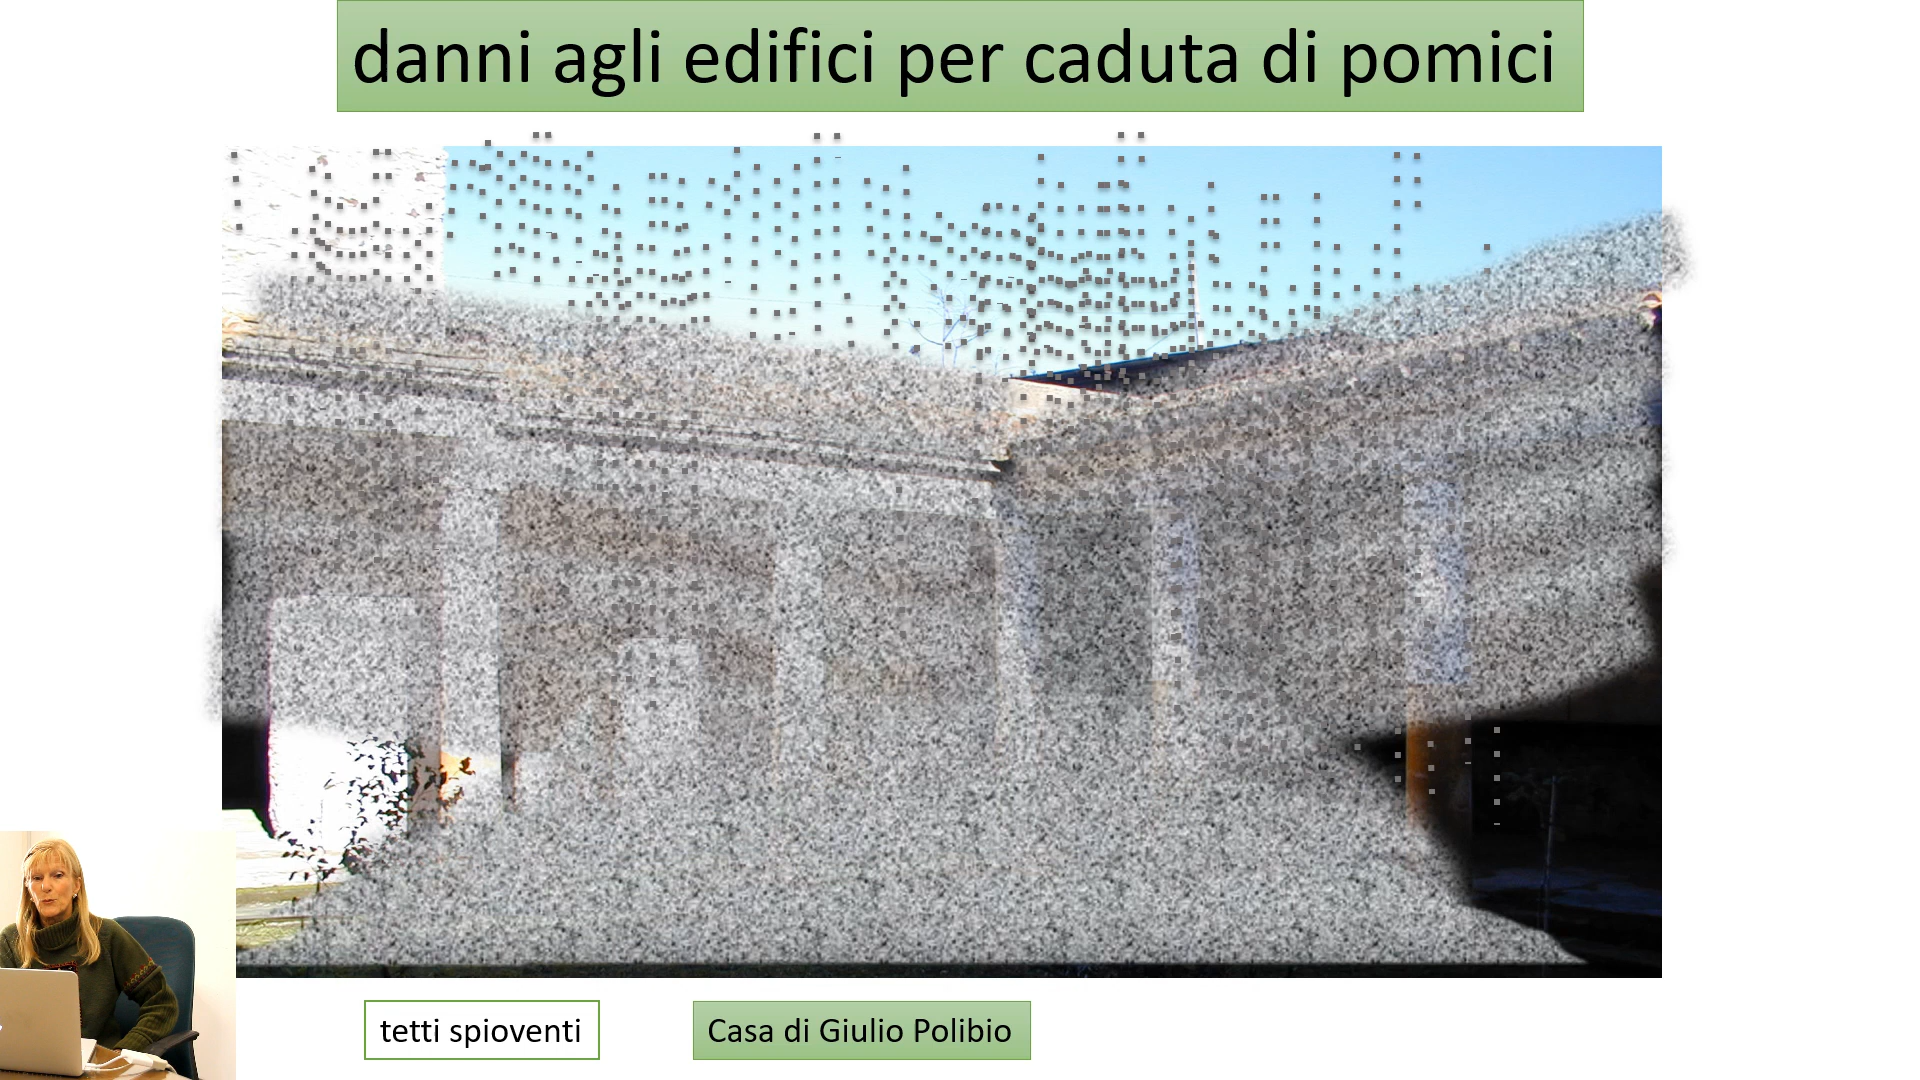 danni agli edifici per caduta di pomici
tetti spioventi
Casa di Giulio Polibio